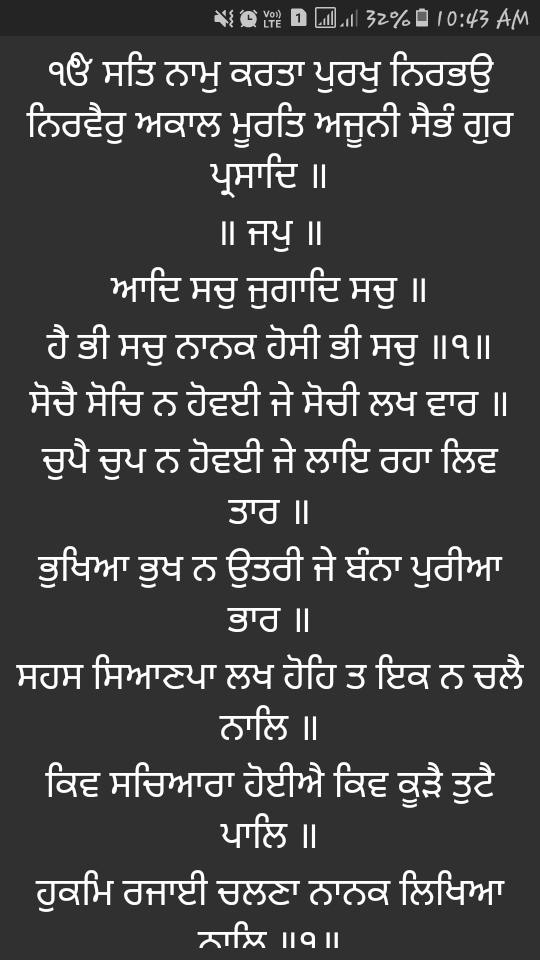 Vo)) LTE 1 32% 10:43 AM
ੴ ਸਤਿ ਨਾਮੁ ਕਰਤਾ ਪੁਰਖੁ ਨਿਰਭਉ
ਨਿਰਵੈਰੁ ਅਕਾਲ ਮੂਰਤਿ ਅਜੂਨੀ ਸੈਭੰ ਗੁਰ
ਪ੍ਰਸਾਦਿ ॥
॥ ਜਪੁ ॥
ਆਦਿ ਸਚੁ ਜੁਗਾਦਿ ਸਚੁ ॥
ਹੈ ਭੀ ਸਚੁ ਨਾਨਕ ਹੋਸੀ ਭੀ ਸਚੁ ॥੧॥
ਸੋਚੈ ਸੋਚਿ ਨ ਹੋਵਈ ਜੇ ਸੋਚੀ ਲਖ ਵਾਰ ॥
ਚੁਪੈ ਚੁਪ ਨ ਹੋਵਈ ਜੇ ਲਾਇ ਰਹਾ ਲਿਵ
ਤਾਰ ॥
ਭੁਖਿਆ ਭੁਖ ਨ ਉਤਰੀ ਜੇ ਬੰਨਾ ਪੁਰੀਆ
ਭਾਰ ॥
ਸਹਸ ਸਿਆਣਪਾ ਲਖ ਹੋਹਿ ਤ ਇਕ ਨ ਚਲੈ
ਨਾਲਿ ॥
ਕਿਵ ਸਚਿਆਰਾ ਹੋਈਐ ਕਿਵ ਕੂੜੈ ਤੁਟੈ
ਪਾਲਿ ॥
ਹੁਕਮਿ ਰਜਾਈ ਚਲਣਾ ਨਾਨਕ ਲਿਖਿਆ
ਨਾਲਿ ॥੧॥